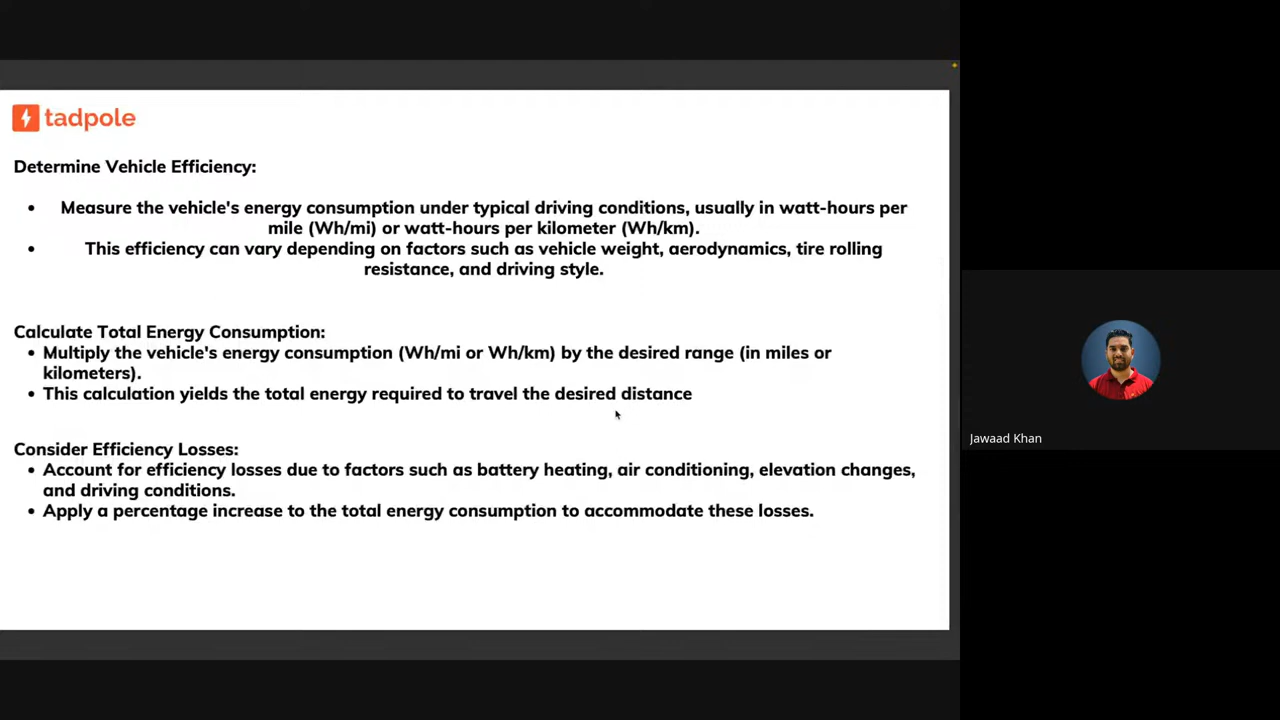 tadpole
Determine Vehicle Efficiency:
• Measure the vehicle's energy consumption under typical driving conditions, usually in watt-hours per
mile (Wh/mi) or watt-hours per kilometer (Wh/km).
• This efficiency can vary depending on factors such as vehicle weight, aerodynamics, tire rolling
resistance, and driving style.
Calculate Total Energy Consumption:
• Multiply the vehicle's energy consumption (Wh/mi or Wh/km) by the desired range (in miles or
kilometers).
• This calculation yields the total energy required to travel the desired distance
Consider Efficiency Losses:
• Account for efficiency losses due to factors such as battery heating, air conditioning, elevation changes,
and driving conditions.
• Apply a percentage increase to the total energy consumption to accommodate these losses.
Jawaad Khan